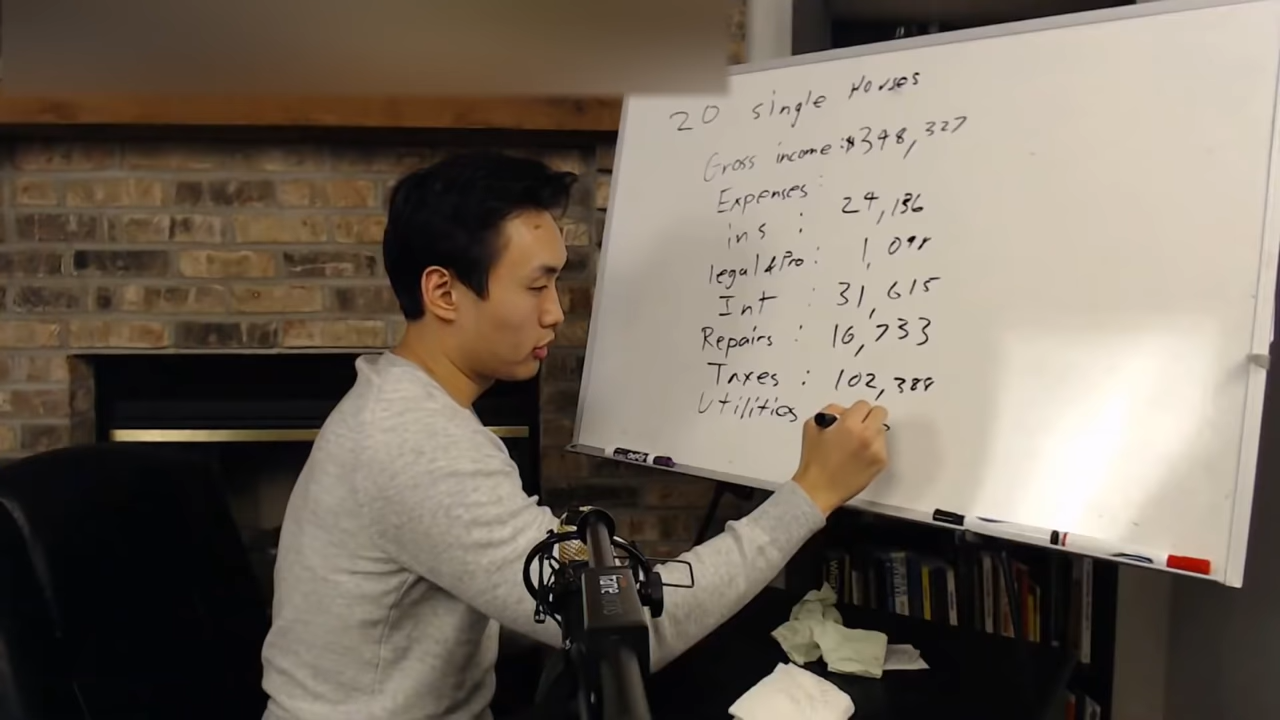 20 single Houses
Gross income: $348,327
Expenses:
ins : 24,136
legal & Pro: 1,098
Int : 31,615
Repairs : 16,733
Taxes : 102,388
Utilities